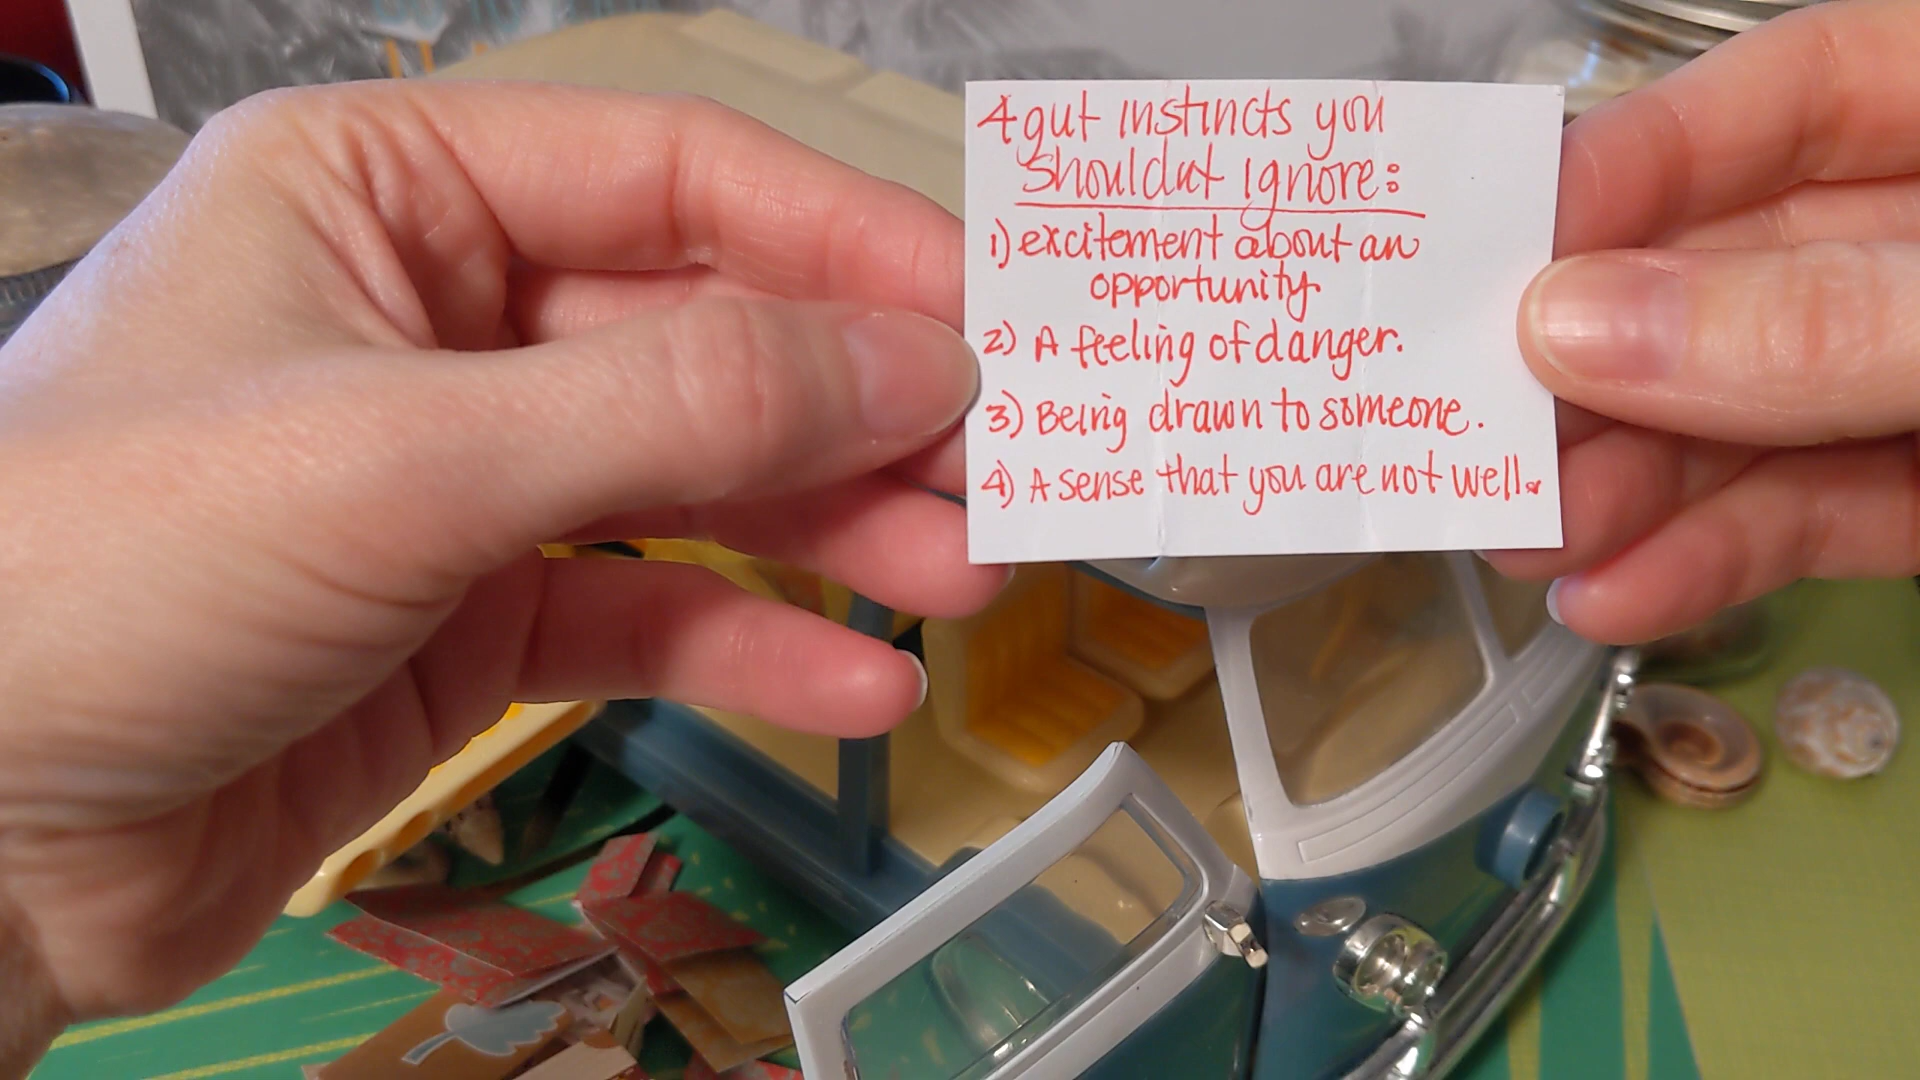 4 gut instincts you
shouldnt ignore:
1) excitement about an
opportunity
2) A feeling of danger.
3) Being drawn to someone.
4) A sense that you are not well.